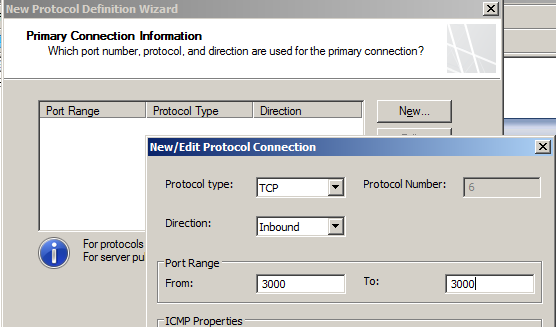 New Protocol Definition Wizard
Primary Connection Information
Which port number, protocol, and direction are used for the primary connection?
Port Range Protocol Type Direction
New...
New/Edit Protocol Connection
Protocol type: TCP Protocol Number: 6
Direction: Inbound
For protocols
For server pu
Port Range
From: 3000 To: 3000
ICMP Properties